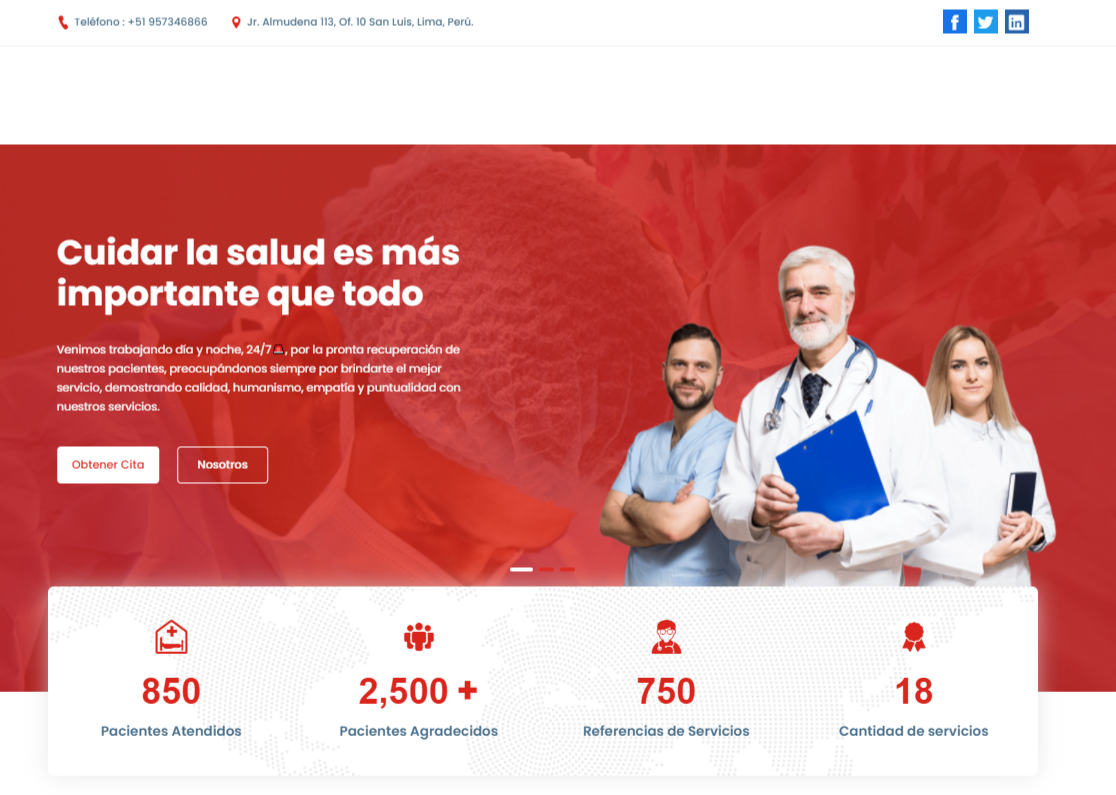 Teléfono : +51 957346866
Jr. Almudena 113, Of. 10 San Luis, Lima, Perú.
Cuidar la salud es más
importante que todo
Venimos trabajando día y noche, 24/7🚨, por la pronta recuperación de
nuestros pacientes, preocupándonos siempre por brindarte el mejor
servicio, demostrando calidad, humanismo, empatía y puntualidad con
nuestros servicios.
Obtener Cita
Nosotros
850
2,500 +
750
18
Pacientes Atendidos
Pacientes Agradecidos
Referencias de Servicios
Cantidad de servicios